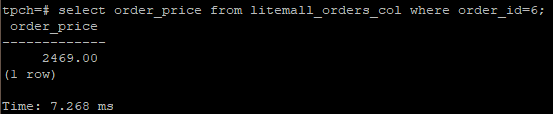 tpch=# select order_price from litemall_orders_col where order_id=6;
 order_price
-------------
     2469.00
(1 row)

Time: 7.268 ms